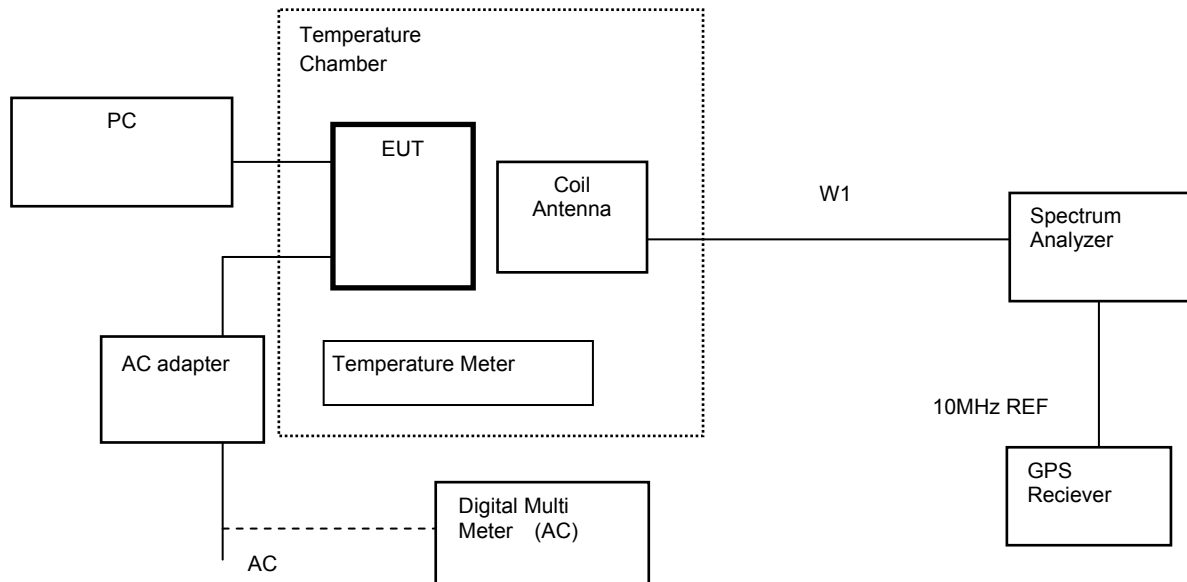 Temperature
Chamber
PC
EUT
Coil
Antenna
W1
Spectrum
Analyzer
AC adapter
Temperature Meter
10MHz REF
GPS
Reciever
Digital Multi
Meter (AC)
AC